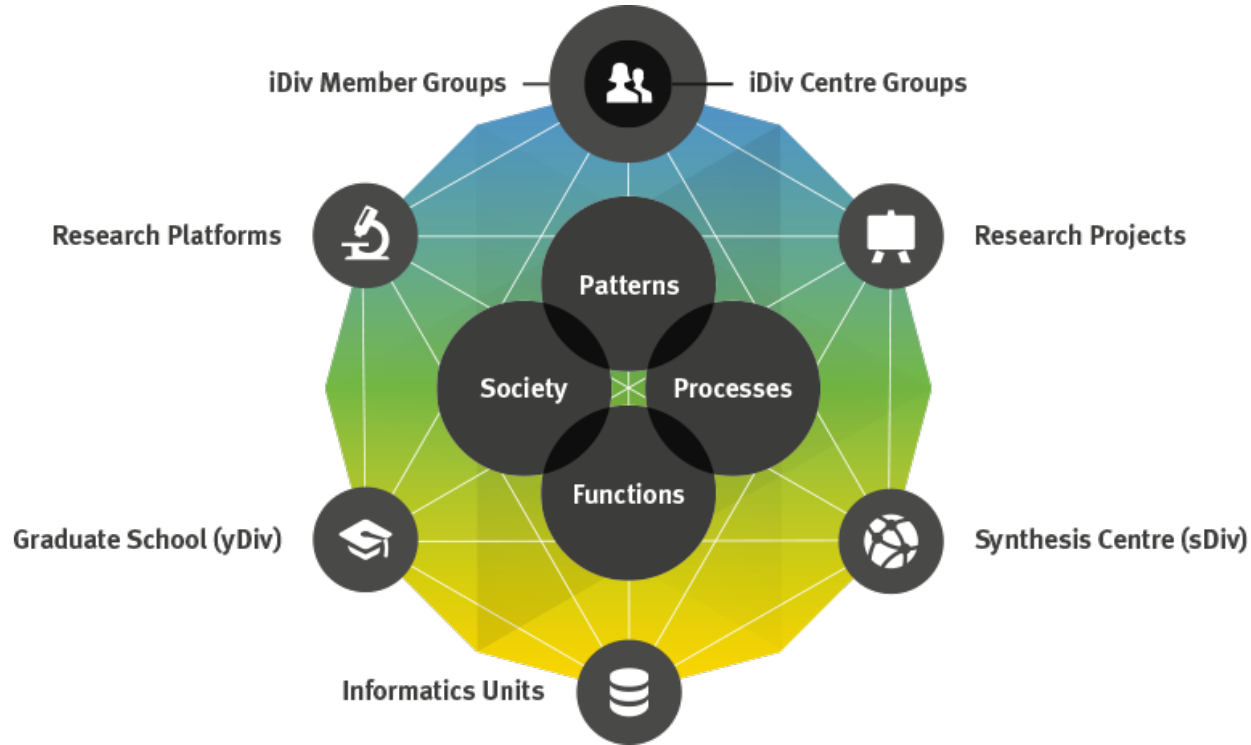 iDiv Member Groups
iDiv Centre Groups
Research Platforms
Research Projects
Patterns
Society
Processes
Functions
Graduate School (yDiv)
Synthesis Centre (sDiv)
Informatics Units